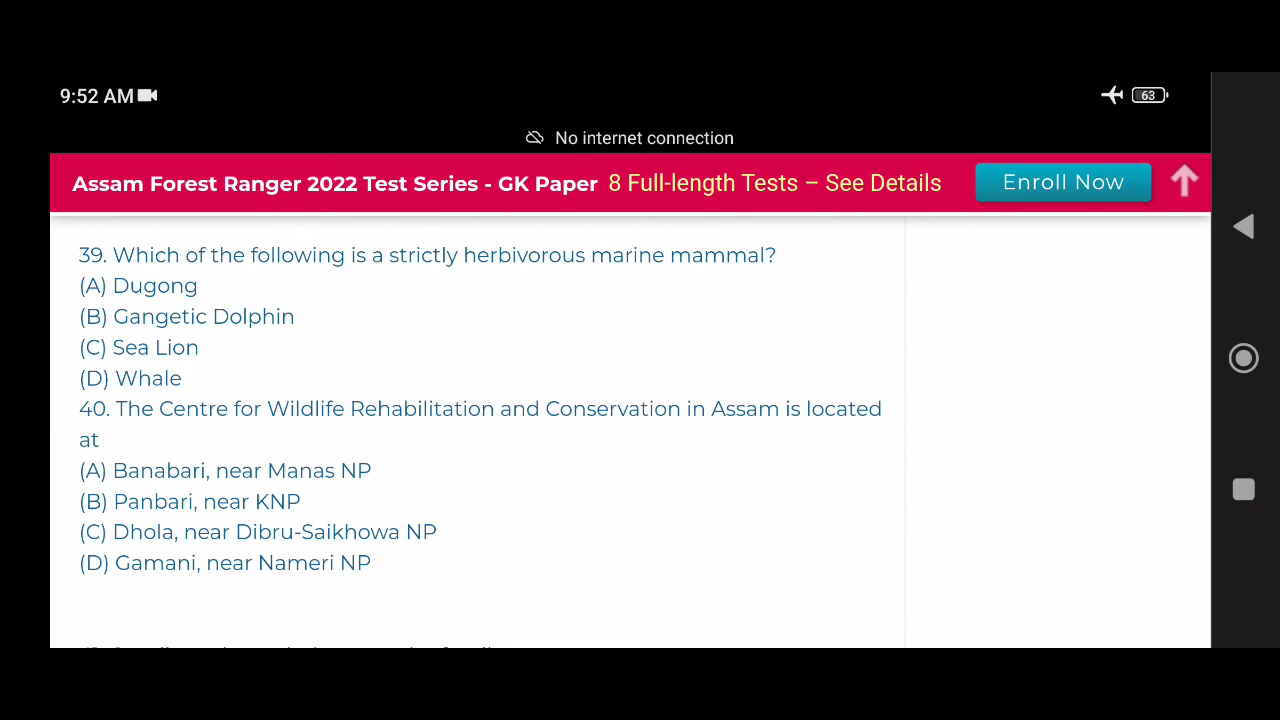 9:52 AM
63
No internet connection
Assam Forest Ranger 2022 Test Series - GK Paper 8 Full-length Tests – See Details Enroll Now
39. Which of the following is a strictly herbivorous marine mammal?
(A) Dugong
(B) Gangetic Dolphin
(C) Sea Lion
(D) Whale
40. The Centre for Wildlife Rehabilitation and Conservation in Assam is located
at
(A) Banabari, near Manas NP
(B) Panbari, near KNP
(C) Dhola, near Dibru-Saikhowa NP
(D) Gamani, near Nameri NP